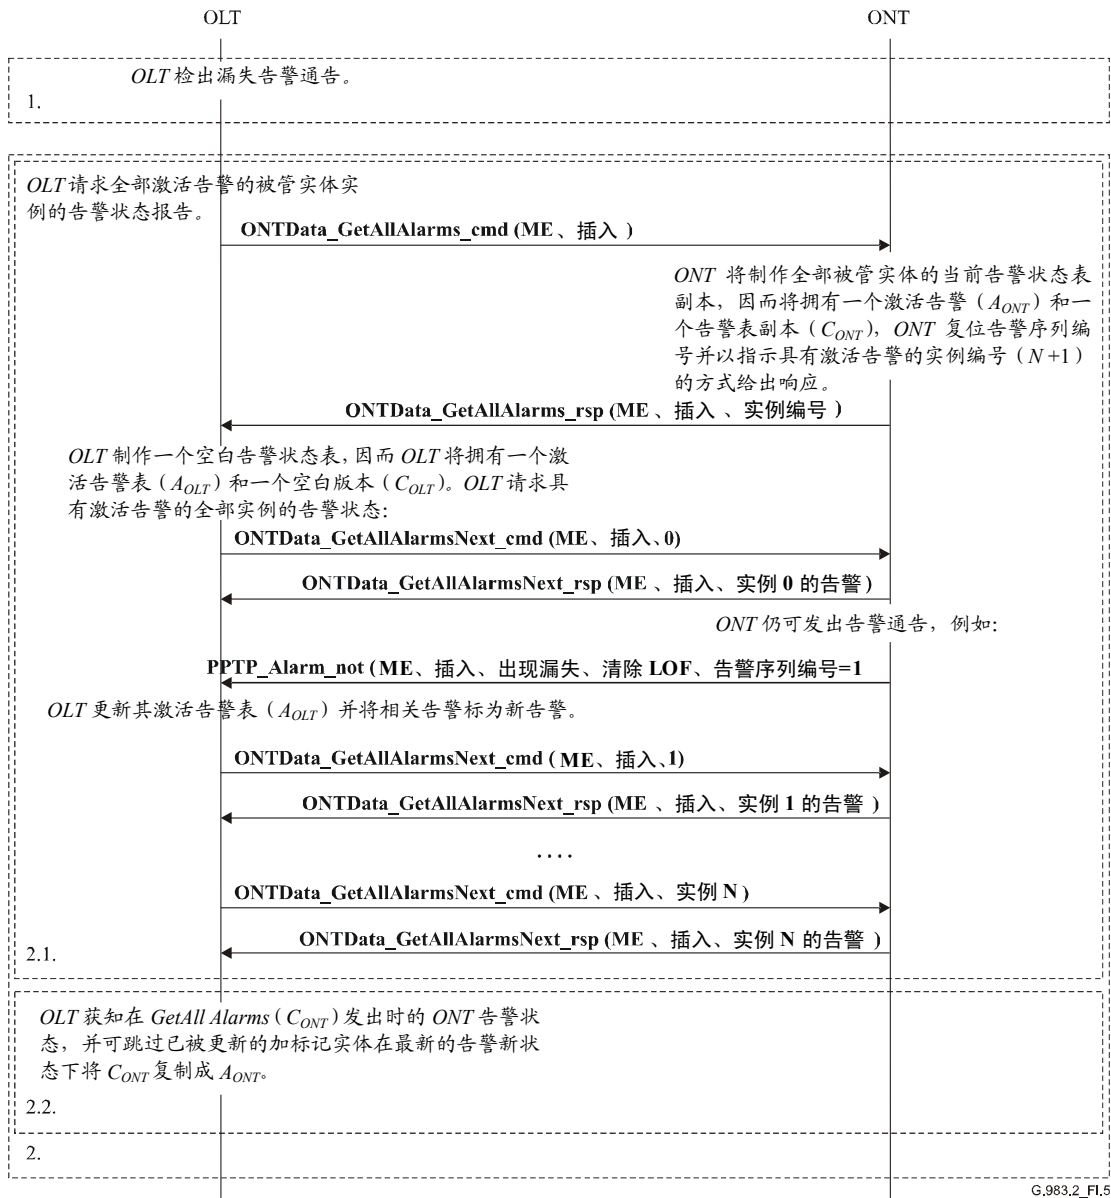 OLT
ONT
OLT 检出漏失告警通告。
1.
OLT 请求全部激活告警的被管实体实
例的告警状态报告。
ONTData_GetAllAlarms_cmd (ME、插入 )
ONT 将制作全部被管实体的当前告警状态表
副本，因而将拥有一个激活告警（A_ONT）和一
个告警表副本（C_ONT），ONT 复位告警序列编
号并以指示具有激活告警的实例编号（N +1）
的方式给出响应。
ONTData_GetAllAlarms_rsp (ME 、插入 、实例编号 )
OLT 制作一个空白告警状态表，因而 OLT 将拥有一个激
活告警表（A_OLT）和一个空白版本（C_OLT）。OLT 请求具
有激活告警的全部实例的告警状态：
ONTData_GetAllAlarmsNext_cmd (ME、插入、0)
ONTData_GetAllAlarmsNext_rsp (ME 、插入、实例 0 的告警)
ONT 仍可发出告警通告，例如：
PPTP_Alarm_not (ME、插入、出现漏失、清除 LOF、告警序列编号=1
OLT 更新其激活告警表（A_OLT）并将相关告警标为新告警。
ONTData_GetAllAlarmsNext_cmd ( ME、插入、1)
ONTData_GetAllAlarmsNext_rsp (ME 、插入、实例 1 的告警 )
....
ONTData_GetAllAlarmsNext_cmd (ME 、插入、实例 N )
ONTData_GetAllAlarmsNext_rsp (ME 、插入、实例 N 的告警 )
2.1.
OLT 获知在 GetAll Alarms（C_ONT）发出时的 ONT 告警状
态，并可跳过已被更新的加标记实体在最新的告警新状
态下将 C_ONT 复制成 A_ONT。
2.2.
2.
G.983.2_FI.5